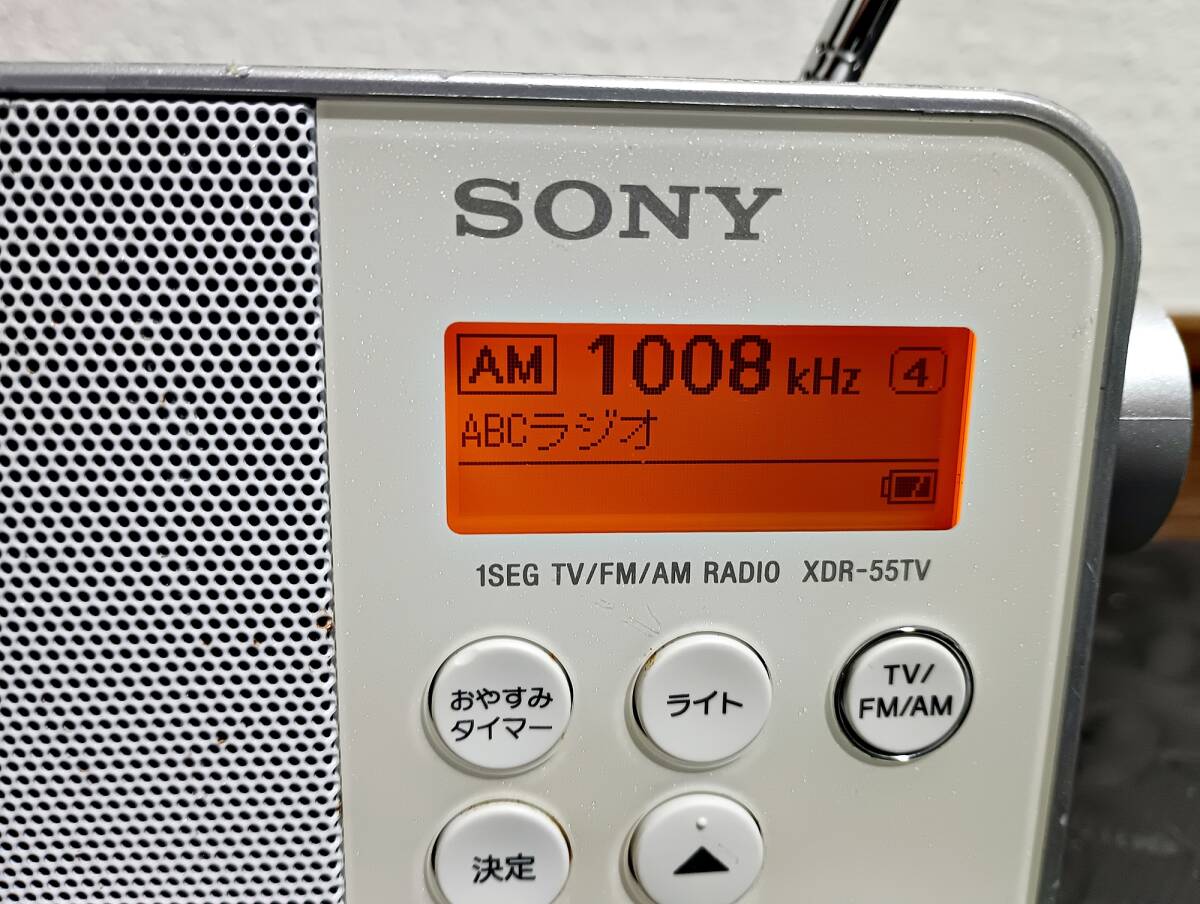 SONY
AM 1008 kHz 4
ABCラジオ
1SEG TV/FM/AM RADIO XDR-55TV
おやすみ
タイマー
ライト
TV/
FM/AM
決定